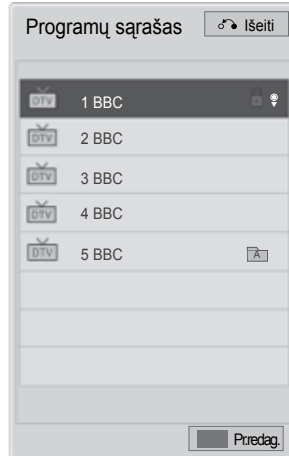 Programų sąrašas
Išeiti
DTV 1 BBC
DTV 2 BBC
DTV 3 BBC
DTV 4 BBC
DTV 5 BBC A
Pr.redag.